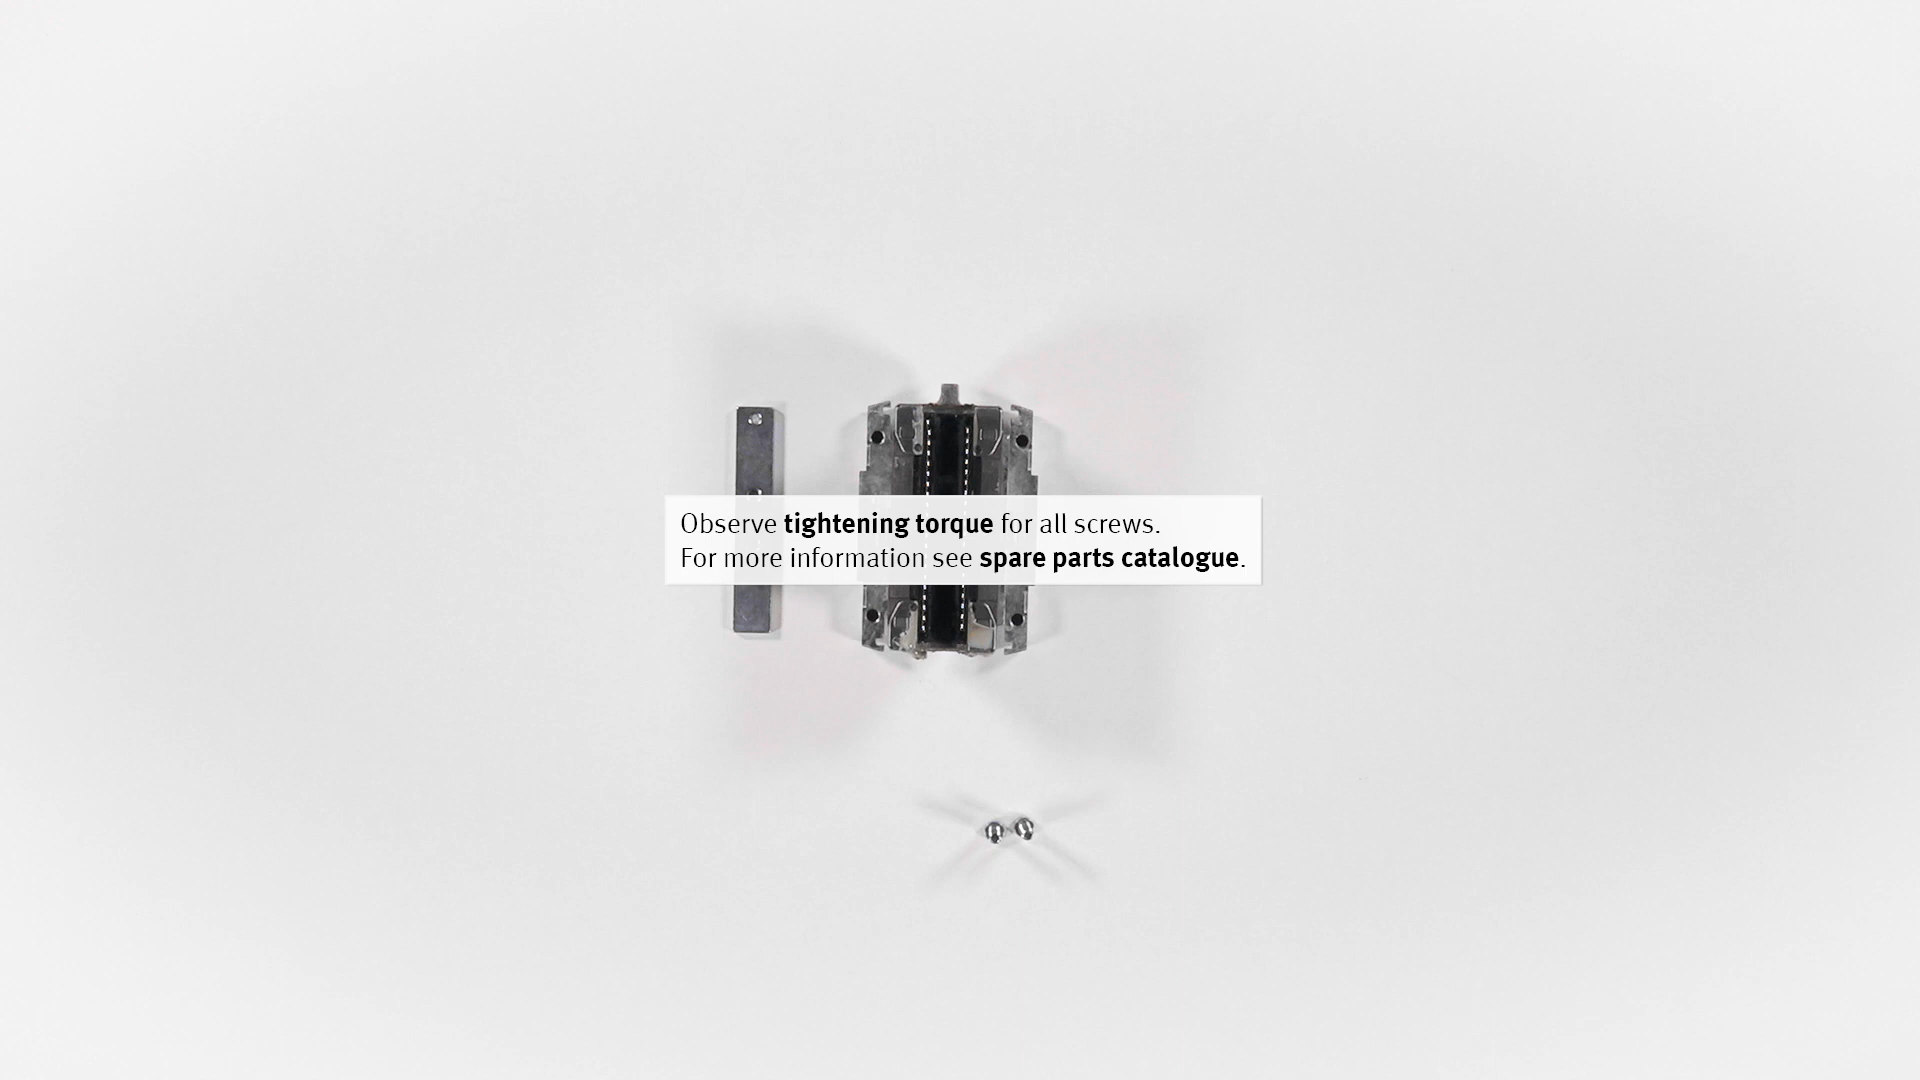 Observe tightening torque for all screws.
For more information see spare parts catalogue.